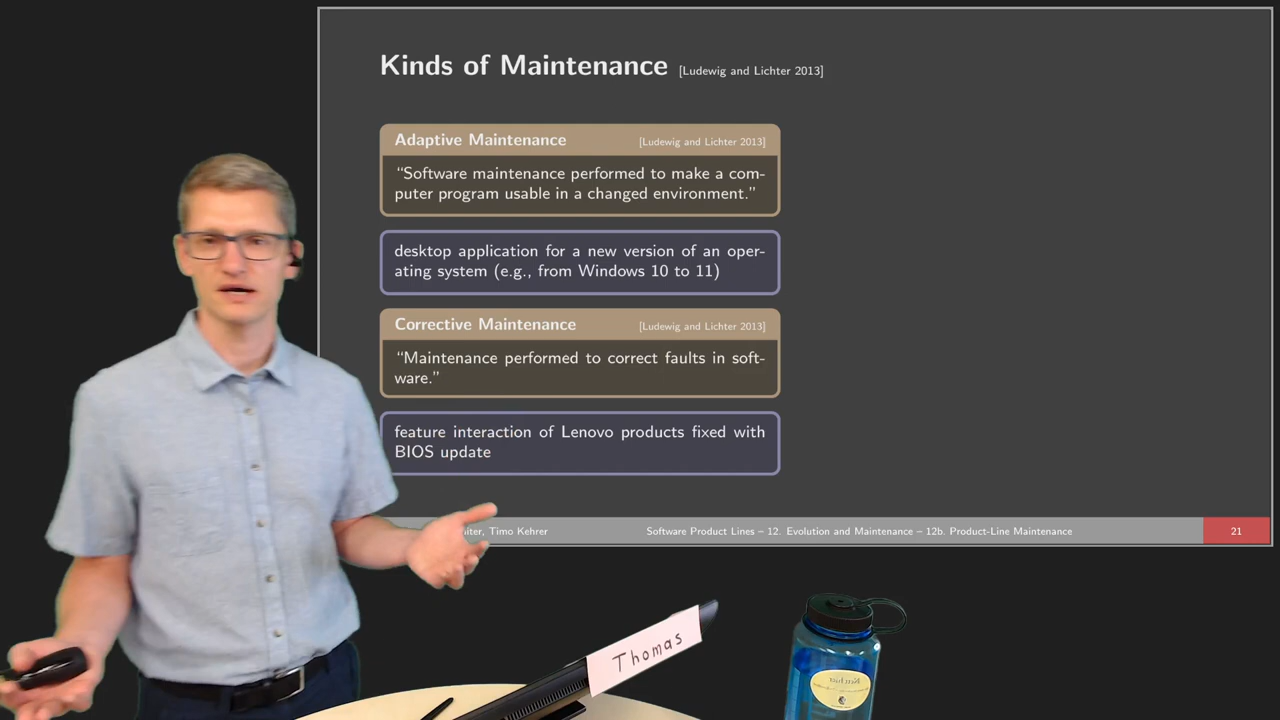 Kinds of Maintenance [Ludewig and Lichter 2013]
Adaptive Maintenance [Ludewig and Lichter 2013]
“Software maintenance performed to make a com-
puter program usable in a changed environment.”
desktop application for a new version of an oper-
ating system (e.g., from Windows 10 to 11)
Corrective Maintenance [Ludewig and Lichter 2013]
“Maintenance performed to correct faults in soft-
ware.”
feature interaction of Lenovo products fixed with
BIOS update
Timo Kehrer Software Product Lines – 12. Evolution and Maintenance – 12b. Product-Line Maintenance 21
Thomas